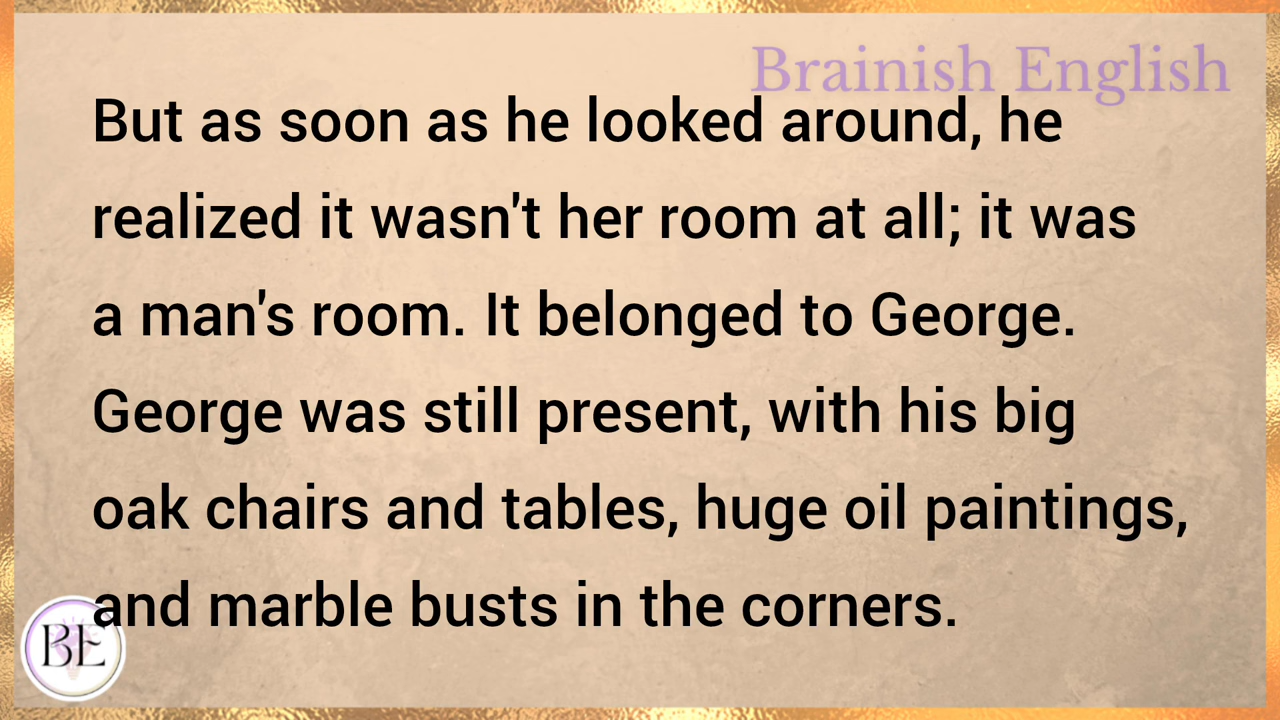 Brainish English
But as soon as he looked around, he
realized it wasn't her room at all; it was
a man's room. It belonged to George.
George was still present, with his big
oak chairs and tables, huge oil paintings,
and marble busts in the corners.
BE